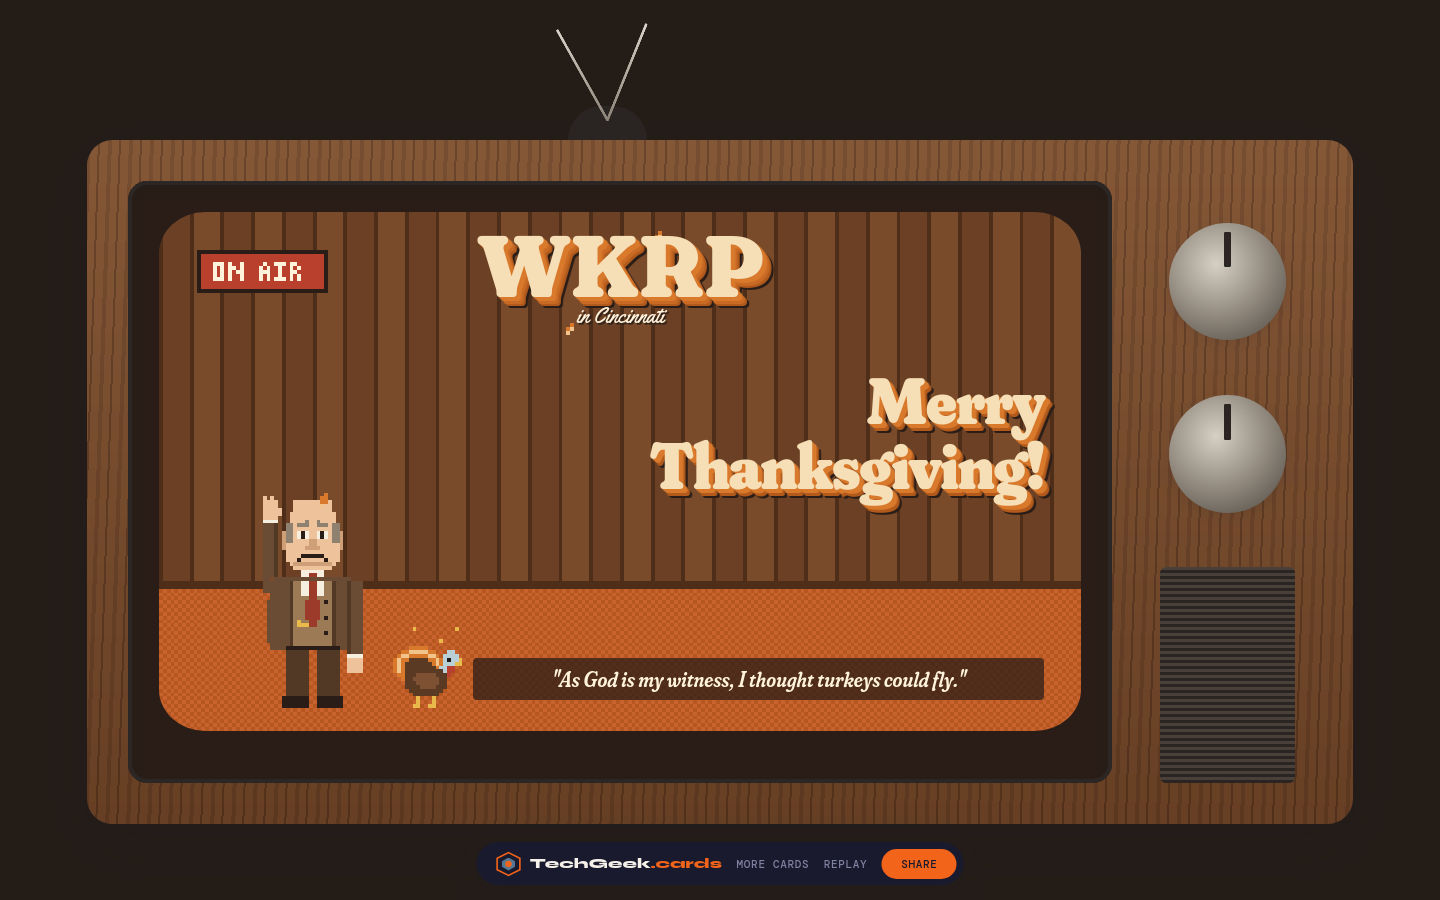 ON AIR
WKRP
in Cincinnati
Merry
Thanksgiving!
"As God is my witness, I thought turkeys could fly."
TechGeek.cards MORE CARDS REPLAY SHARE